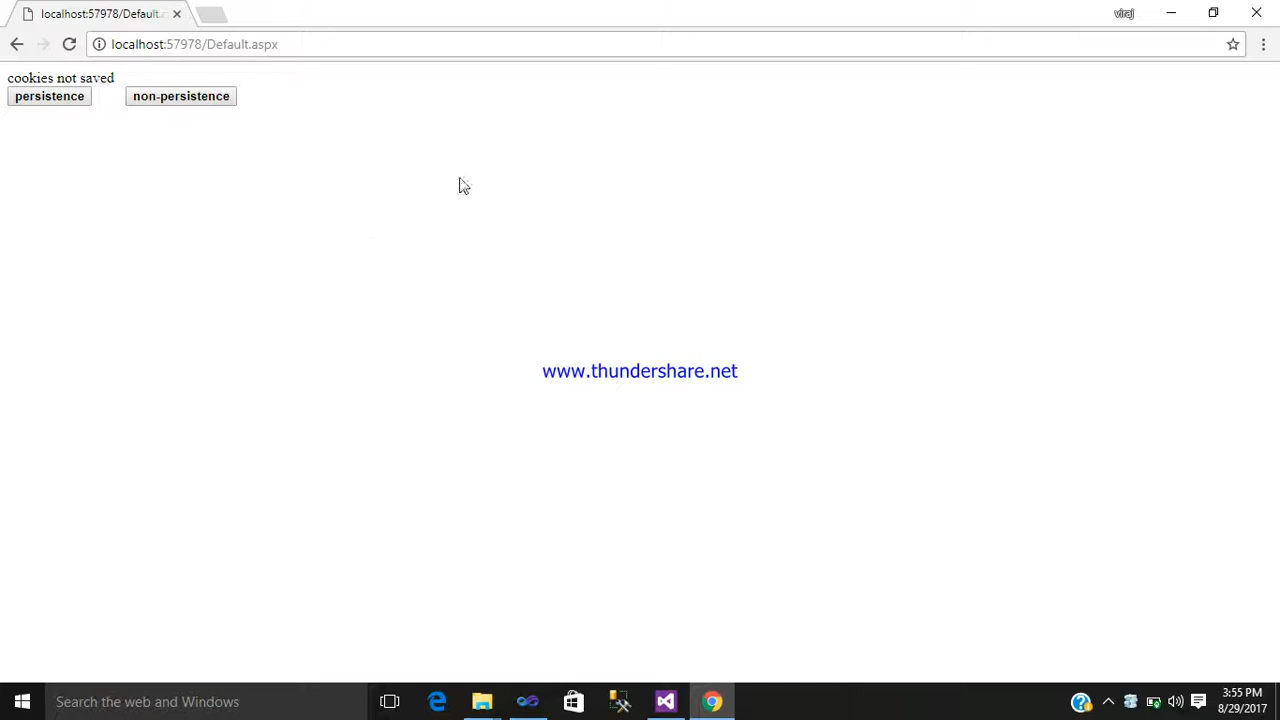 localhost:57978/Default.
viraj
localhost:57978/Default.aspx
cookies not saved
persistence non-persistence
www.thundershare.net
Search the web and Windows
3:55 PM
8/29/2017